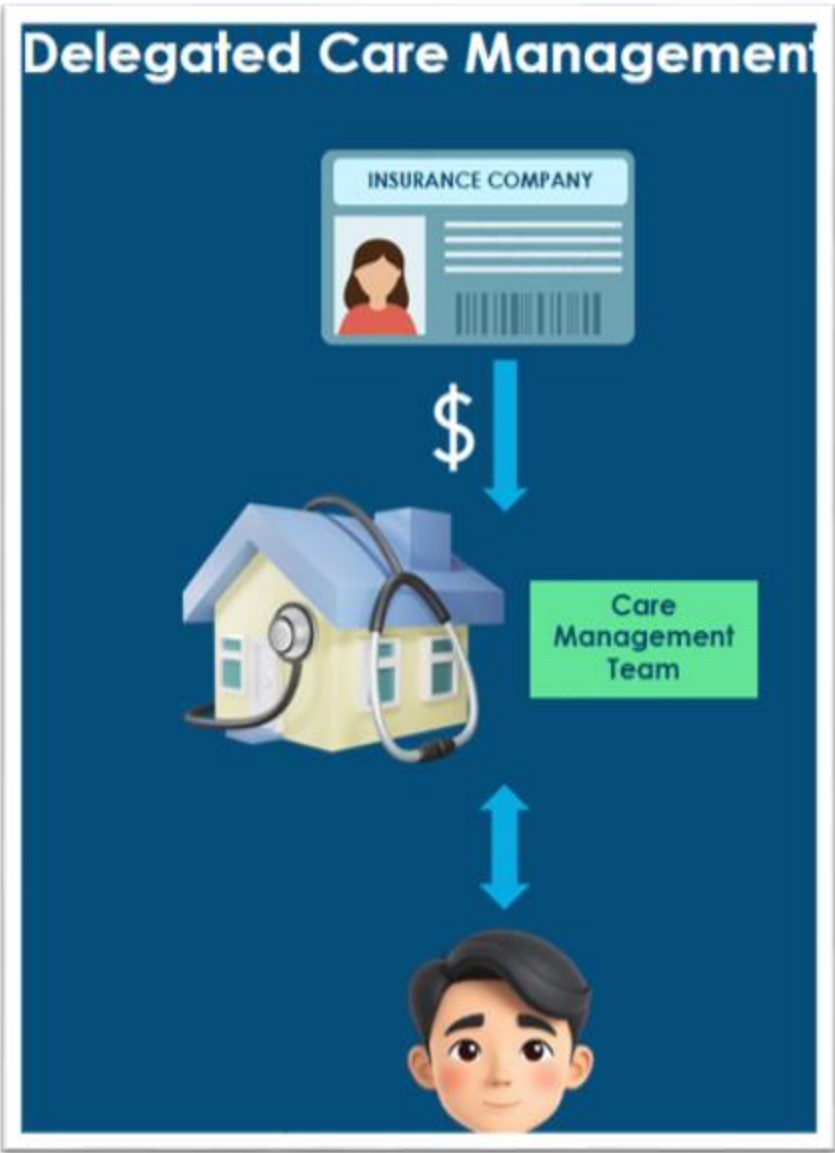 Delegated Care Management
INSURANCE COMPANY
$
Care
Management
Team